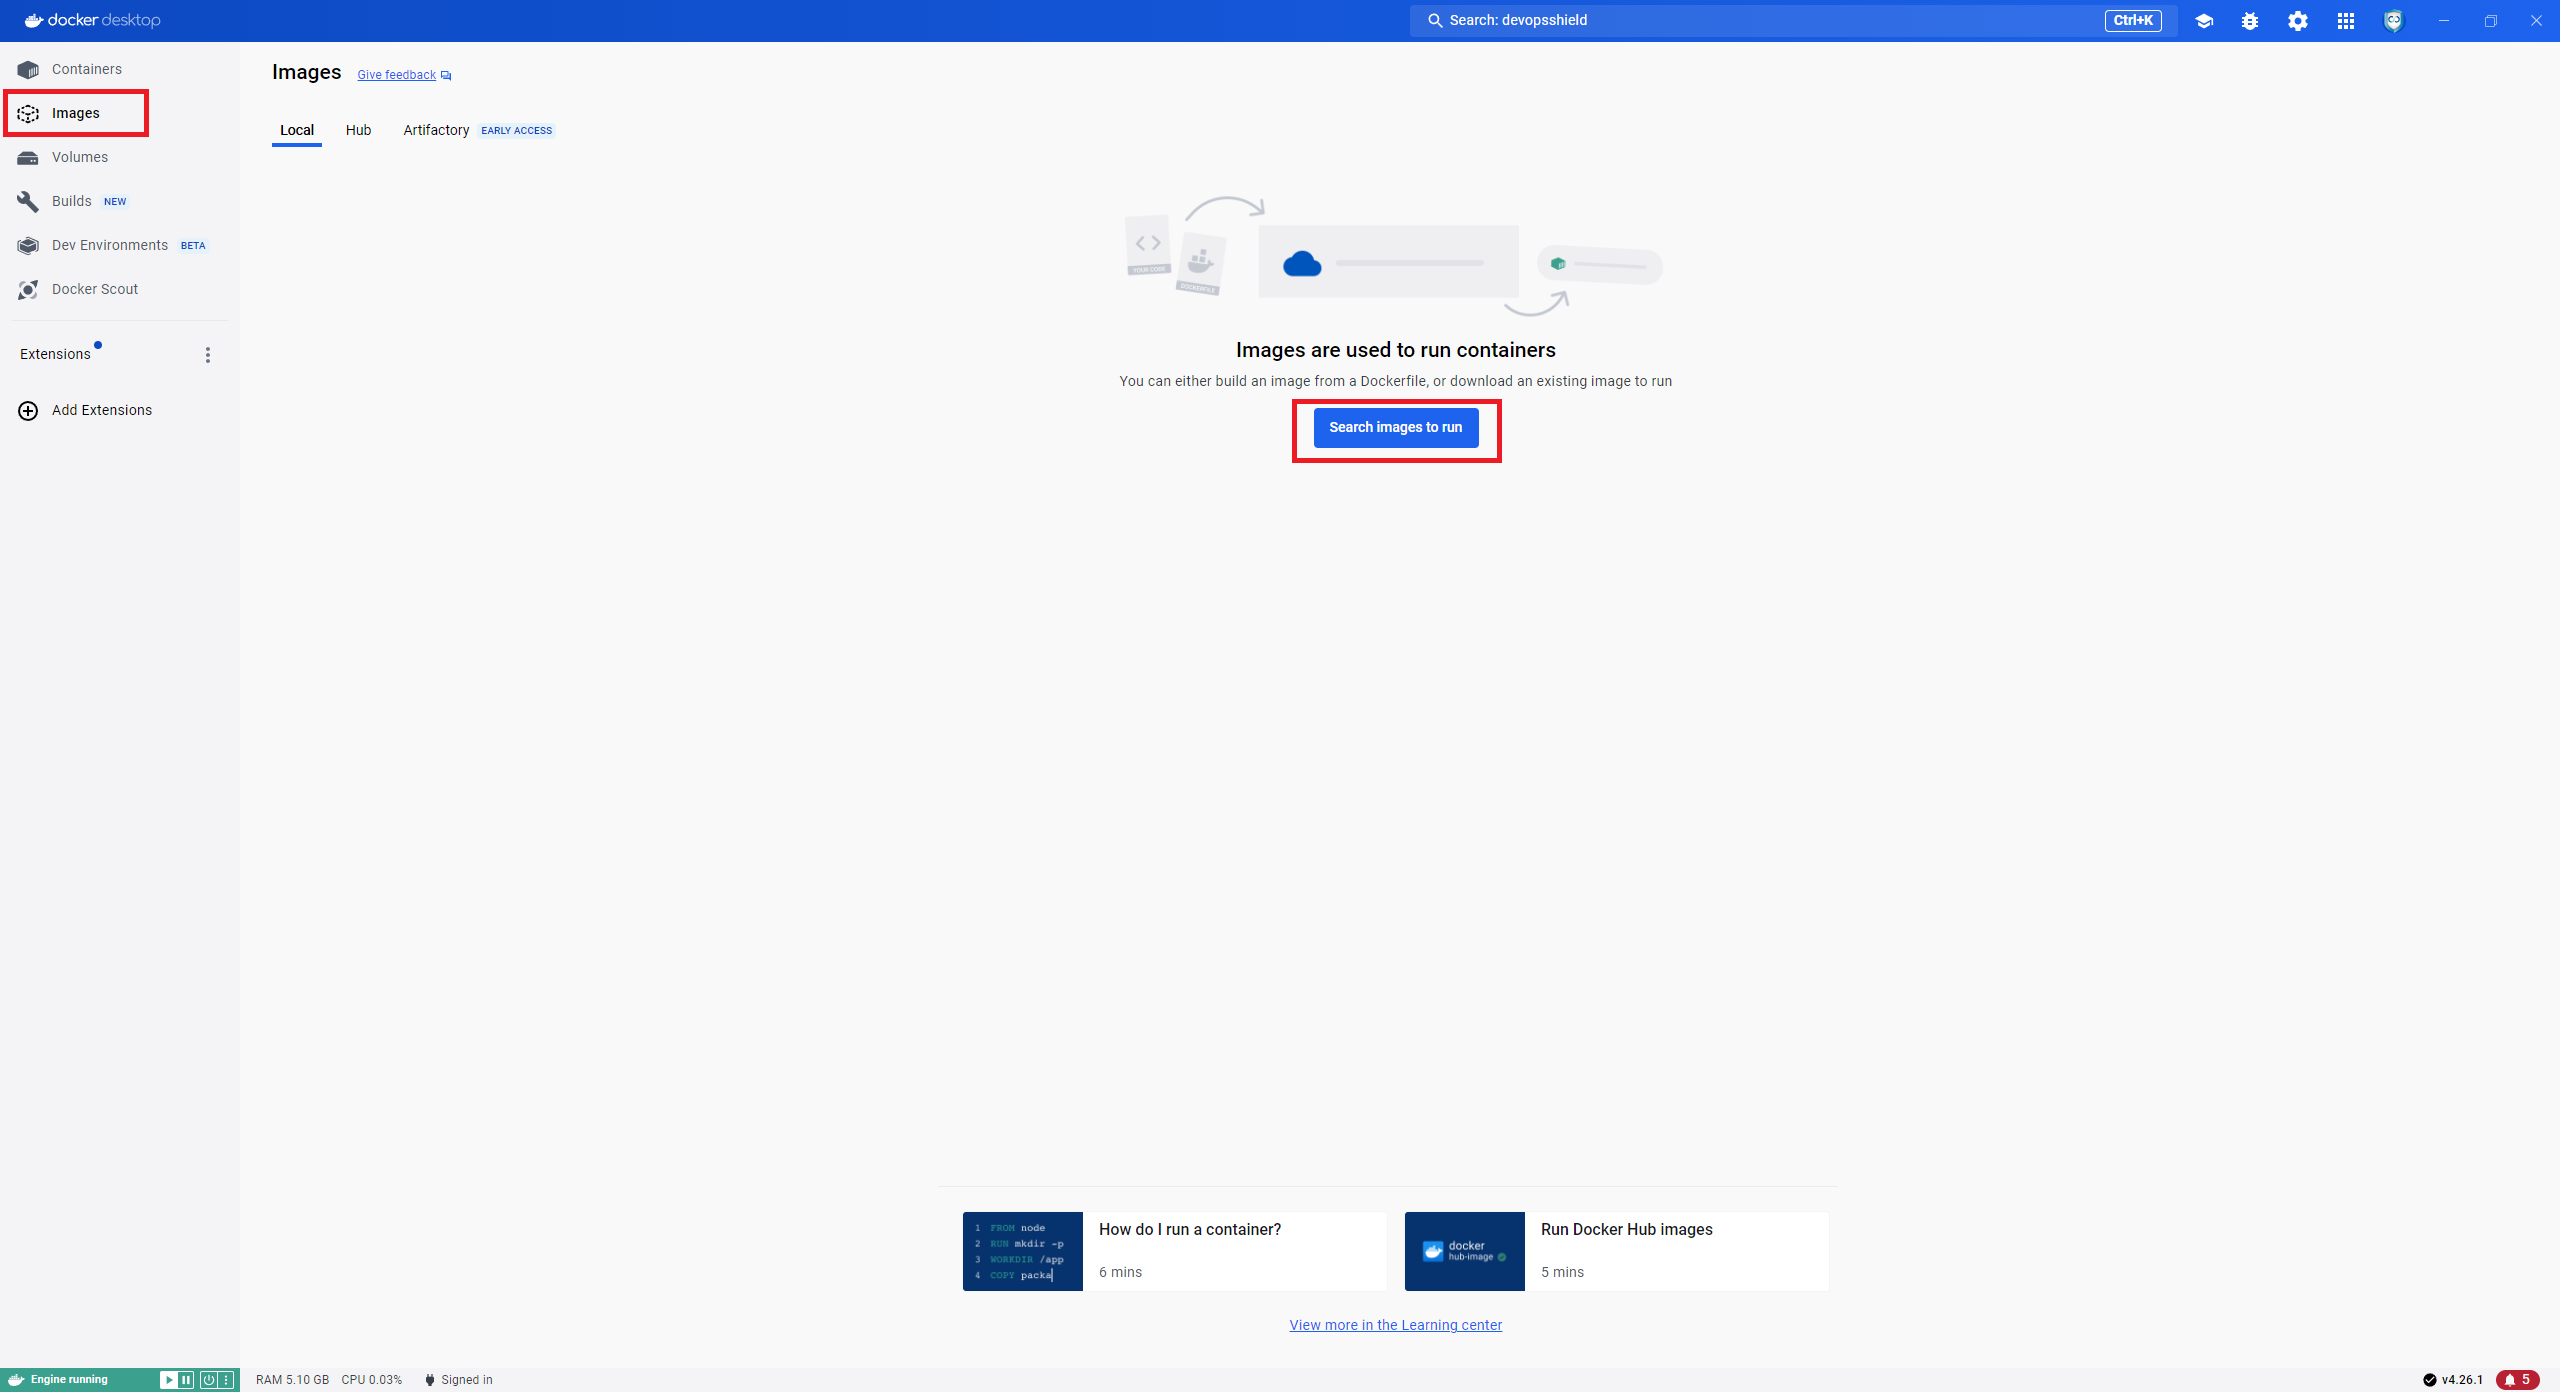 docker desktop
Search: devopsshield
Ctrl+K
Containers
Images
Volumes
Builds NEW
Dev Environments BETA
Docker Scout
Extensions
Add Extensions
Images Give feedback
Local Hub Artifactory EARLY ACCESS
YOUR CODE
DOCKERFILE
Images are used to run containers
You can either build an image from a Dockerfile, or download an existing image to run
Search images to run
1 FROM node
2 RUN mkdir -p
3 WORKDIR /app
4 COPY packa
How do I run a container?
6 mins
docker
hub-image
Run Docker Hub images
5 mins
View more in the Learning center
Engine running
RAM 5.10 GB CPU 0.03% Signed in
v4.26.1
5